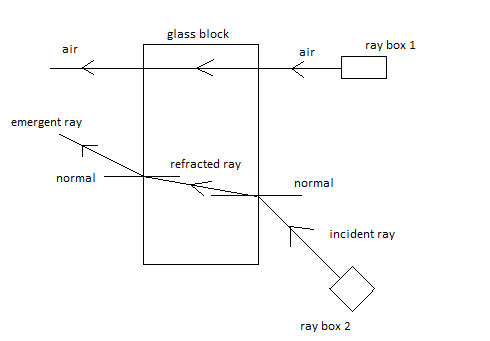 glass block
air
air
ray box 1
emergent ray
refracted ray
normal
normal
incident ray
ray box 2